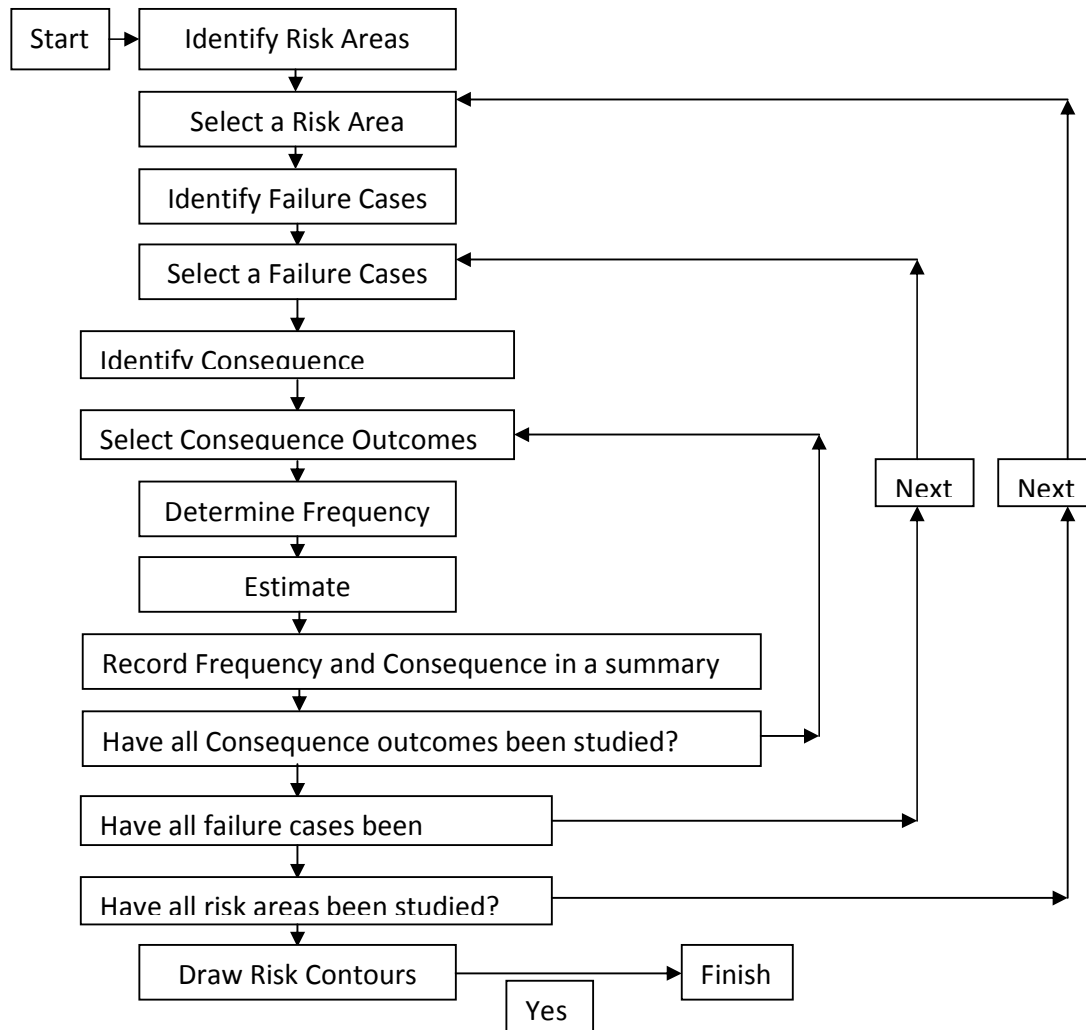 Start
Identify Risk Areas
Select a Risk Area
Identify Failure Cases
Select a Failure Cases
Identify Consequence
Select Consequence Outcomes
Next
Next
Determine Frequency
Estimate
Record Frequency and Consequence in a summary
Have all Consequence outcomes been studied?
Have all failure cases been
Have all risk areas been studied?
Draw Risk Contours
Finish
Yes